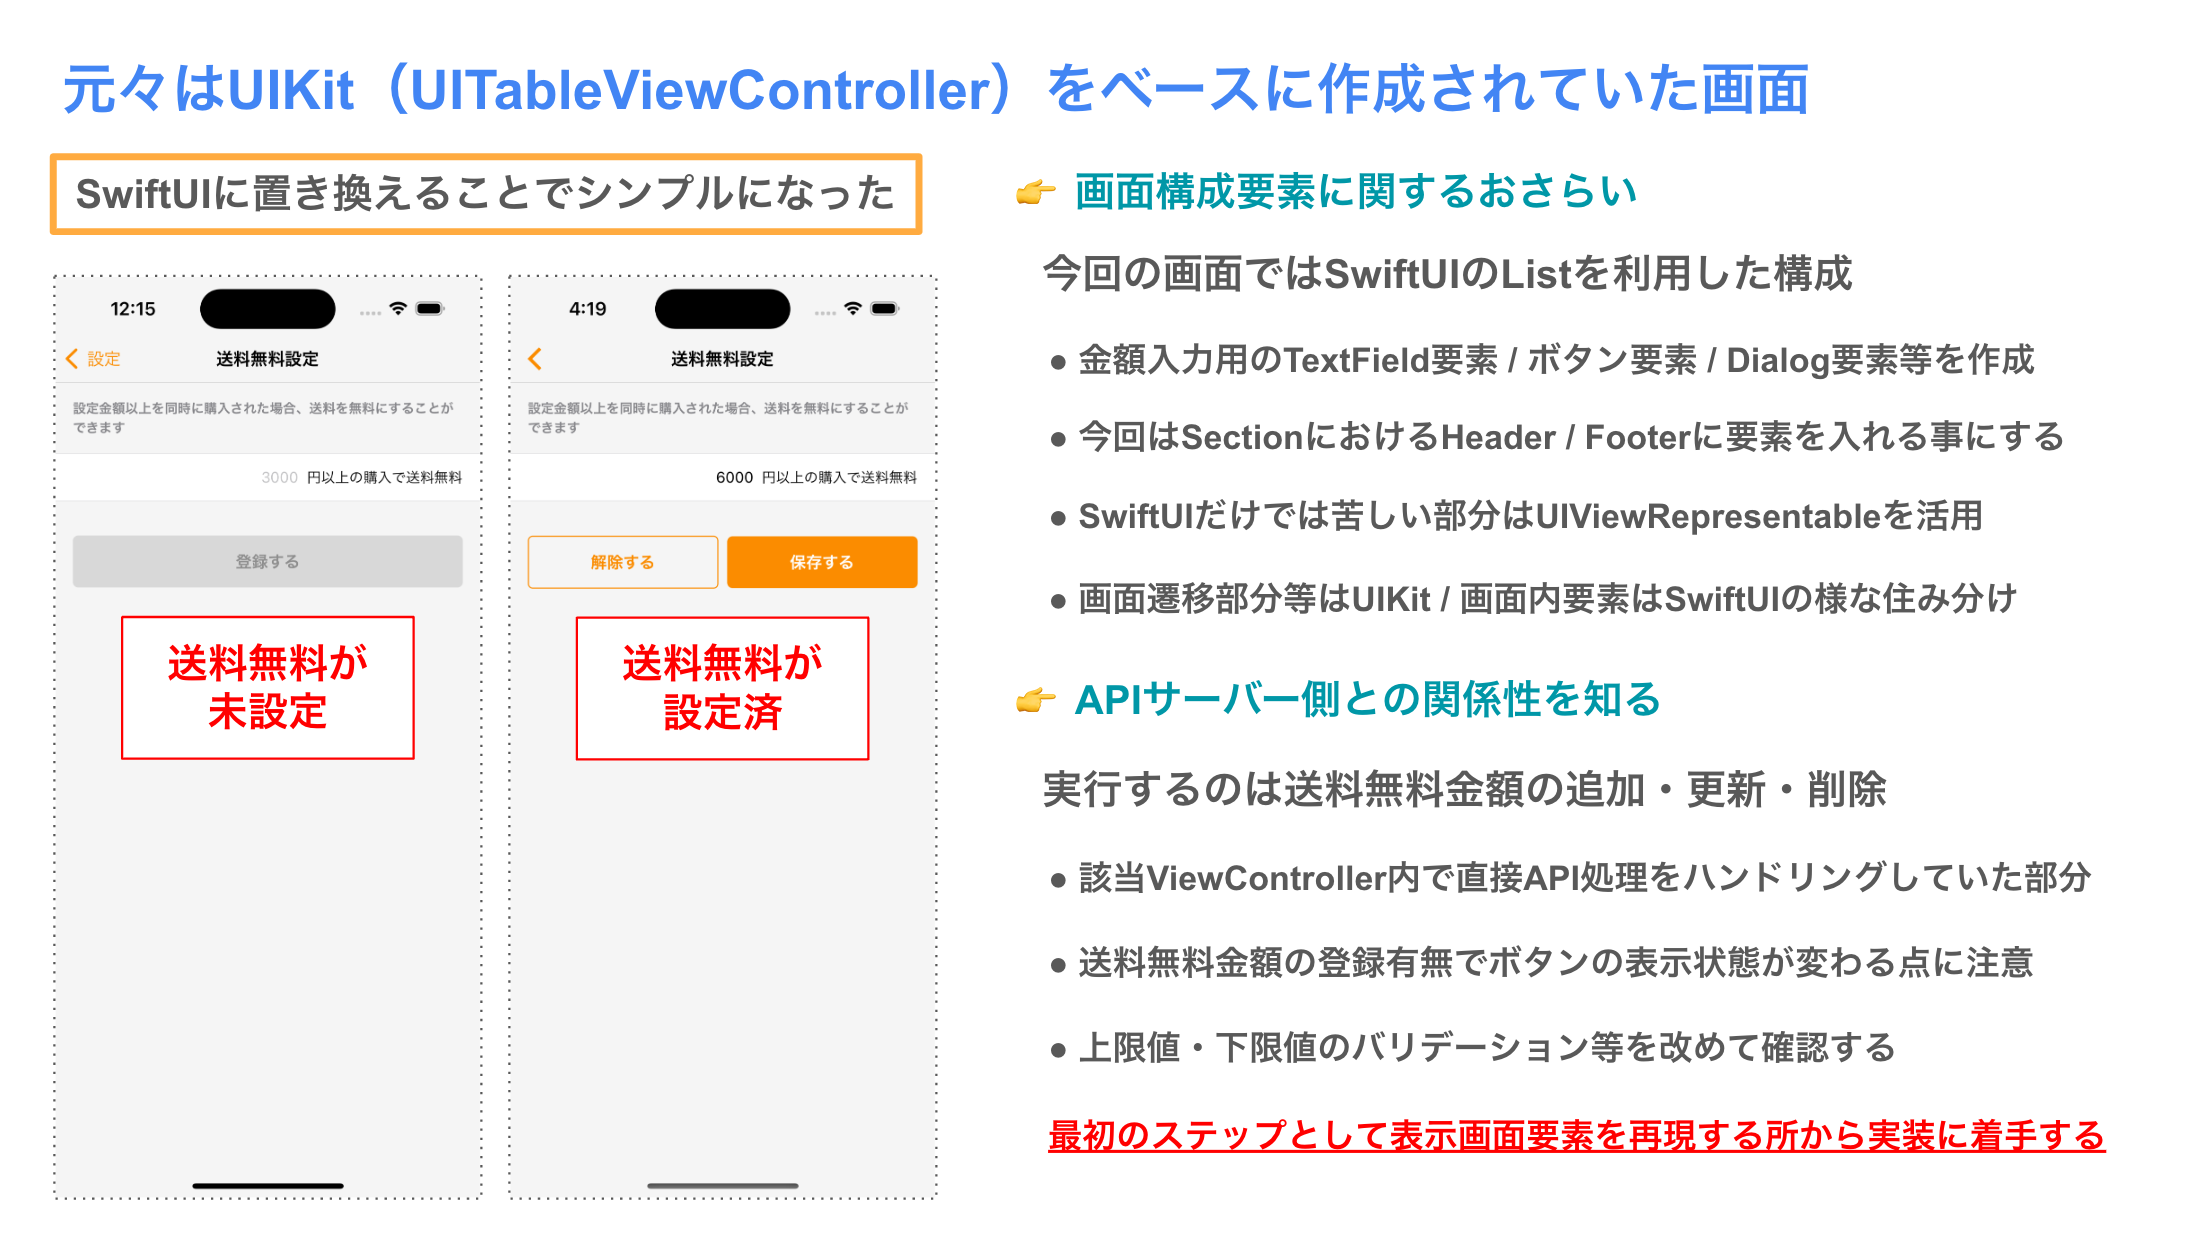 元々はUIKit（UITableViewController）をベースに作成されていた画面
SwiftUIに置き換えることでシンプルになった
12:15
設定
送料無料設定
設定金額以上を同時に購入された場合、送料を無料にすることが
できます
3000 円以上の購入で送料無料
登録する
送料無料が
未設定
4:19
送料無料設定
設定金額以上を同時に購入された場合、送料を無料にすることが
できます
6000 円以上の購入で送料無料
解除する
保存する
送料無料が
設定済
👉 画面構成要素に関するおさらい
今回の画面ではSwiftUIのListを利用した構成
● 金額入力用のTextField要素 / ボタン要素 / Dialog要素等を作成
● 今回はSectionにおけるHeader / Footerに要素を入れる事にする
● SwiftUIだけでは苦しい部分はUIViewRepresentableを活用
● 画面遷移部分等はUIKit / 画面内要素はSwiftUIの様な住み分け
👉 APIサーバー側との関係性を知る
実行するのは送料無料金額の追加・更新・削除
● 該当ViewController内で直接API処理をハンドリングしていた部分
● 送料無料金額の登録有無でボタンの表示状態が変わる点に注意
● 上限値・下限値のバリデーション等を改めて確認する
最初のステップとして表示画面要素を再現する所から実装に着手する